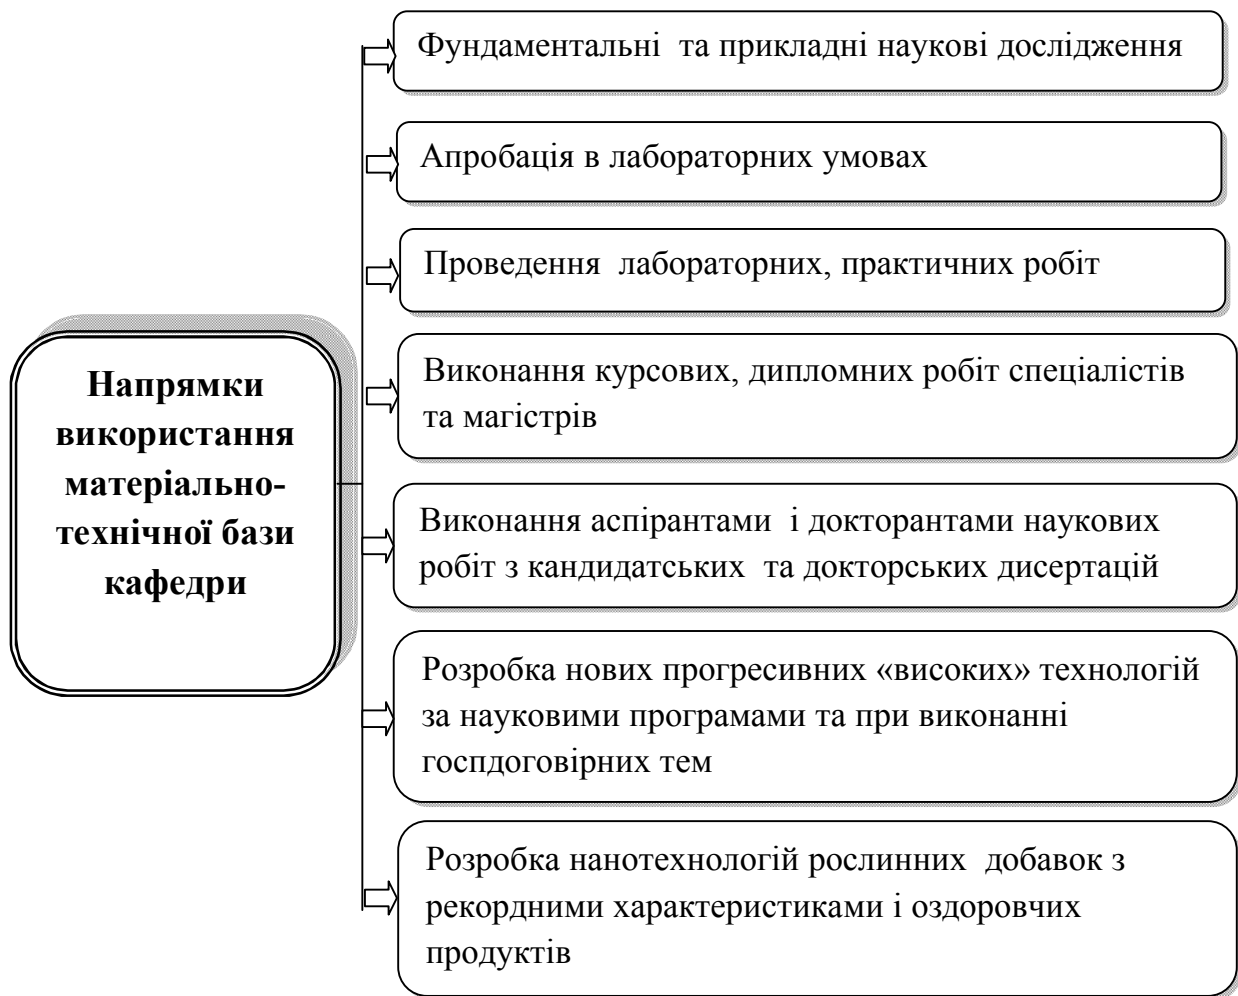 Фундаментальні та прикладні наукові дослідження
Апробація в лабораторних умовах
Проведення лабораторних, практичних робіт
Напрямки
використання
матеріально-
технічної бази
кафедри
Виконання курсових, дипломних робіт спеціалістів
та магістрів
Виконання аспірантами і докторантами наукових
робіт з кандидатських та докторських дисертацій
Розробка нових прогресивних «високих» технологій
за науковими програмами та при виконанні
госпдоговірних тем
Розробка нанотехнологій рослинних добавок з
рекордними характеристиками і оздоровчих
продуктів